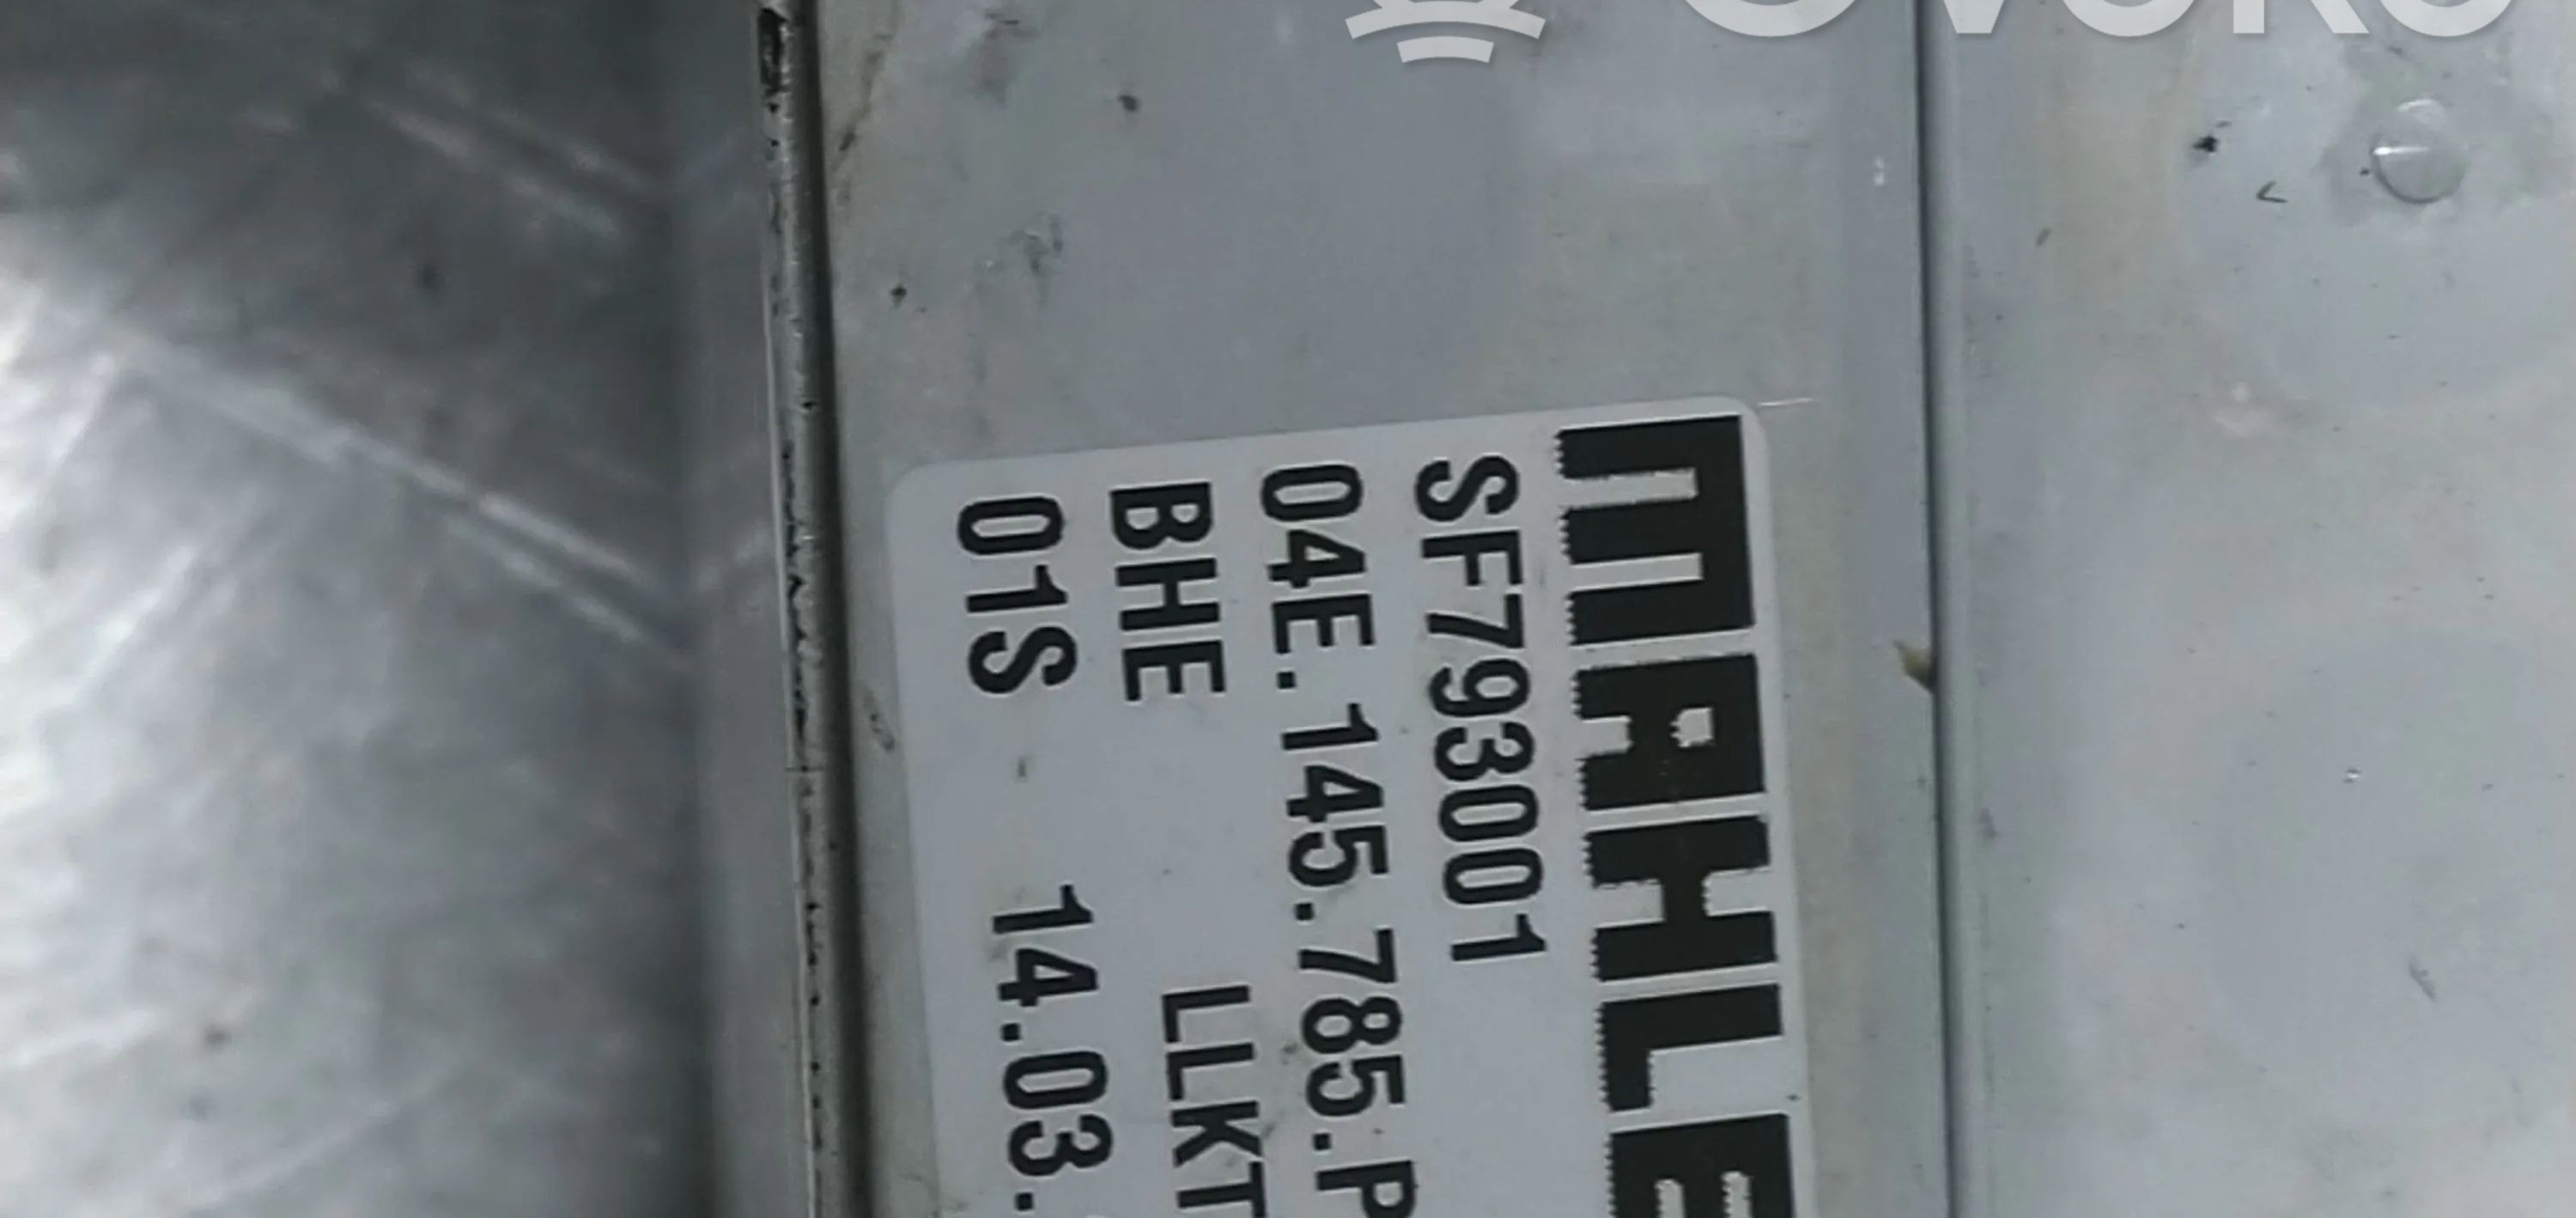 MAHLE
SF793001
04E.145.785.P
BHE LLKT
01S 14.03.